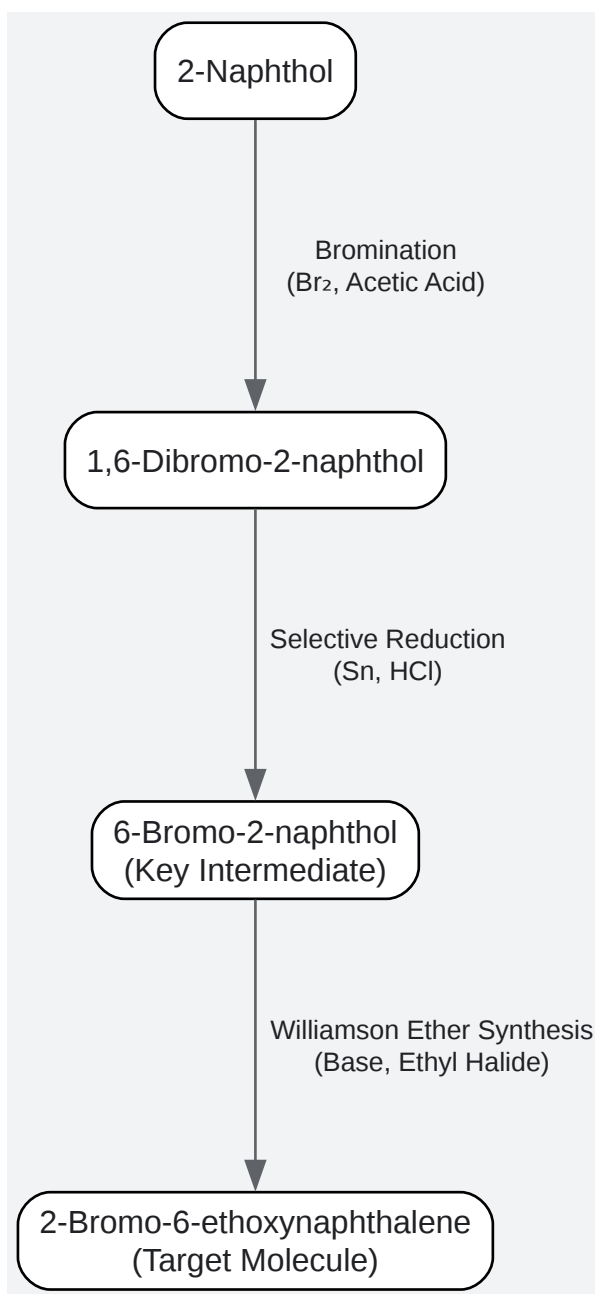 2-Naphthol
Bromination
(Br₂, Acetic Acid)
1,6-Dibromo-2-naphthol
Selective Reduction
(Sn, HCl)
6-Bromo-2-naphthol
(Key Intermediate)
Williamson Ether Synthesis
(Base, Ethyl Halide)
2-Bromo-6-ethoxynaphthalene
(Target Molecule)